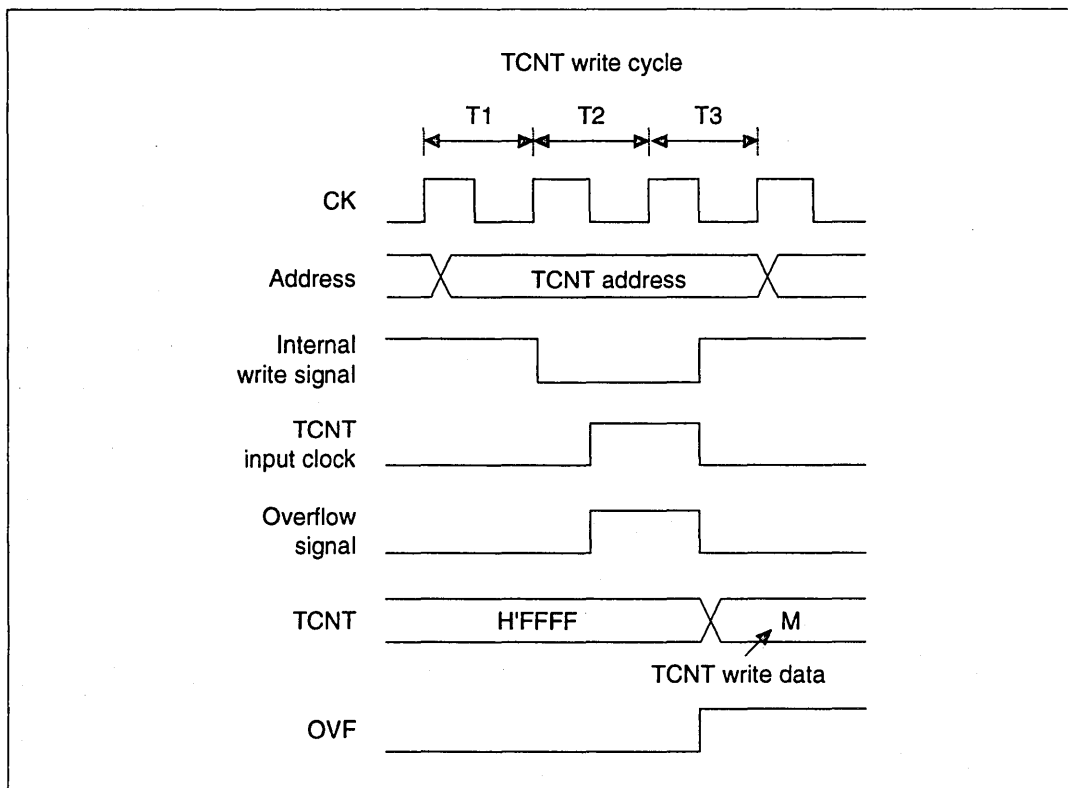 TCNT write cycle
T1 T2 T3
CK
Address
TCNT address
Internal
write signal
TCNT
input clock
Overflow
signal
TCNT
H'FFFF
M
TCNT write data
OVF